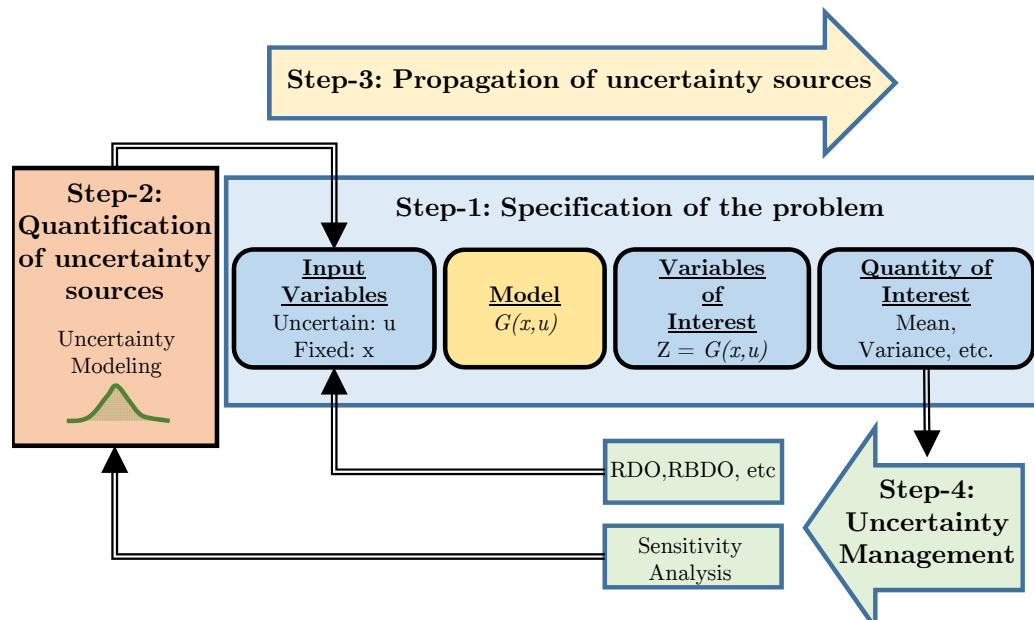 Step-3: Propagation of uncertainty sources
Step-2:
Quantification
of uncertainty
sources
Uncertainty
Modeling
Step-1: Specification of the problem
Input
Variables
Uncertain: u
Fixed: x
Model
G(x,u)
Variables
of
Interest
Z = G(x,u)
Quantity of
Interest
Mean,
Variance, etc.
RDO,RBDO, etc
Sensitivity
Analysis
Step-4:
Uncertainty
Management